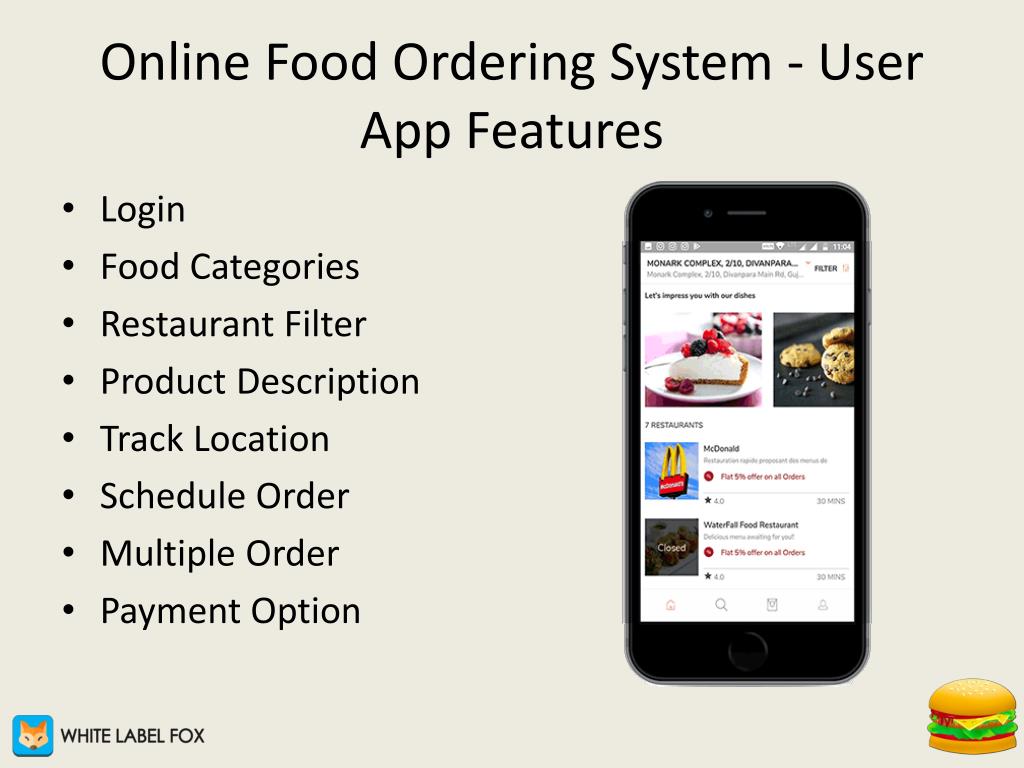 Online Food Ordering System - User
App Features
• Login
• Food Categories
• Restaurant Filter
• Product Description
• Track Location
• Schedule Order
• Multiple Order
• Payment Option
11:04
MONARK COMPLEX, 2/10, DIVANPARA...
FILTER
Monark Complex, 2/10, Divanpara Main Rd, Guj...
Let's impress you with our dishes
7 RESTAURANTS
McDonald
Restauration rapide proposant des menus de
Flat 5% offer on all Orders
4.0
30 MINS
McDonald's
WaterFall Food Restaurant
Delicious menu awaiting for you!!
Closed
Flat 5% offer on all Orders
4.0
30 MINS
WHITE LABEL FOX